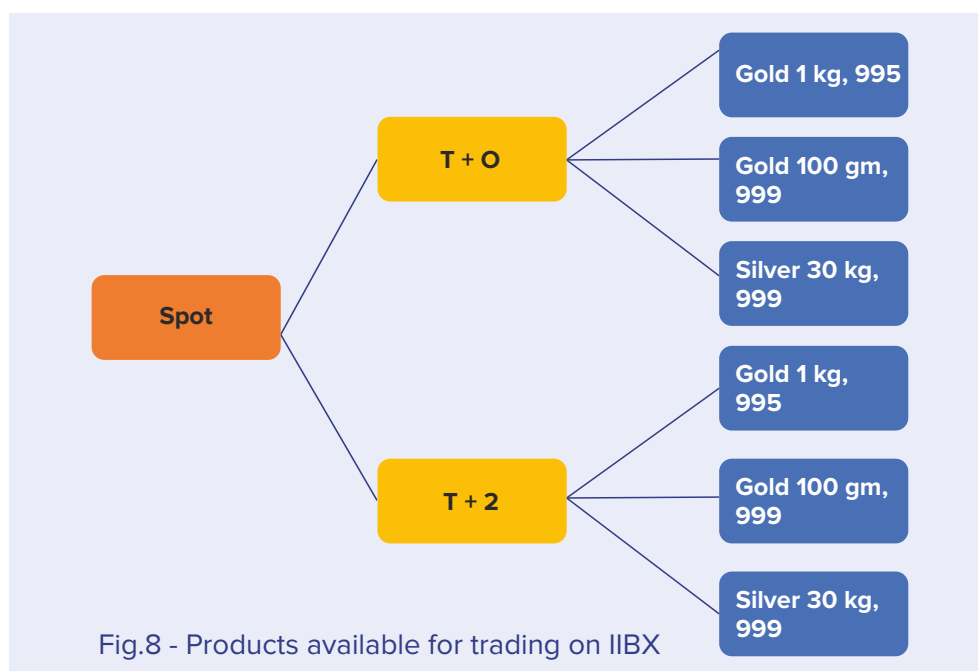 Gold 1 kg, 995
T + O
Gold 100 gm,
999
Silver 30 kg,
999
Spot
Gold 1 kg,
995
T + 2
Gold 100 gm,
999
Silver 30 kg,
999
Fig.8 - Products available for trading on IIBX